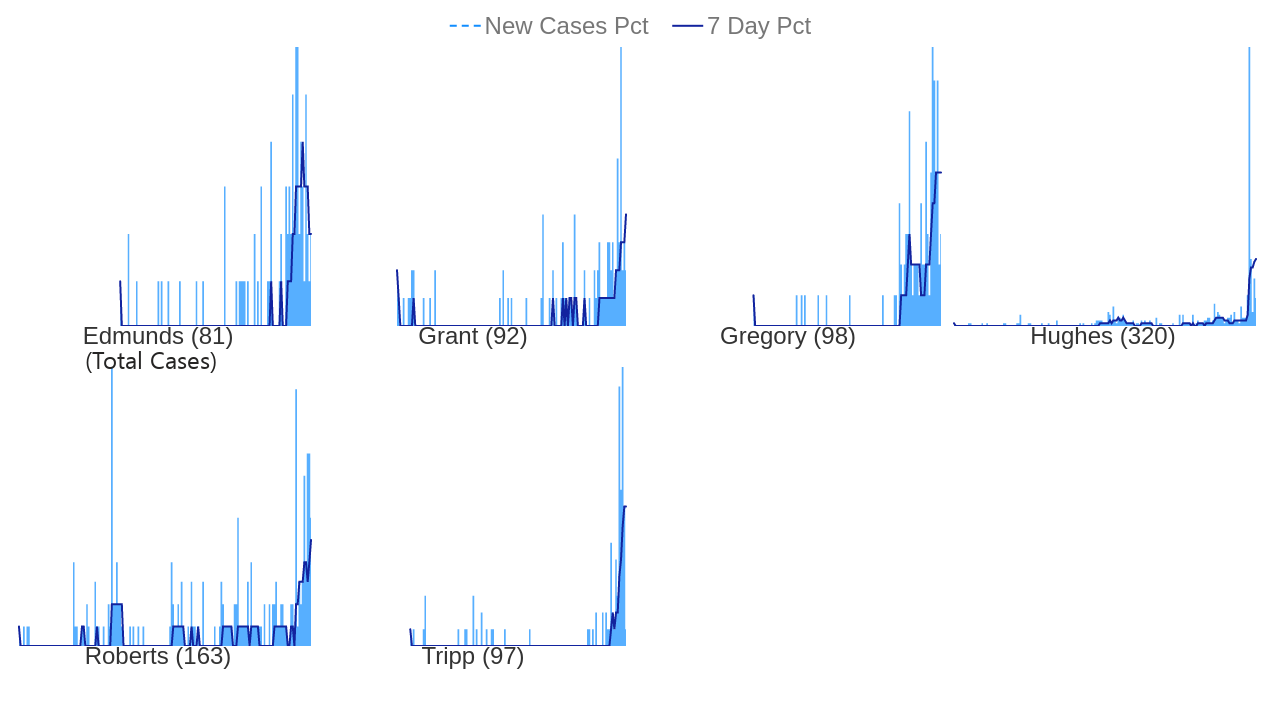 New Cases Pct 7 Day Pct
Edmunds (81) Grant (92) Gregory (98) Hughes (320)
(Total Cases)
Roberts (163) Tripp (97)